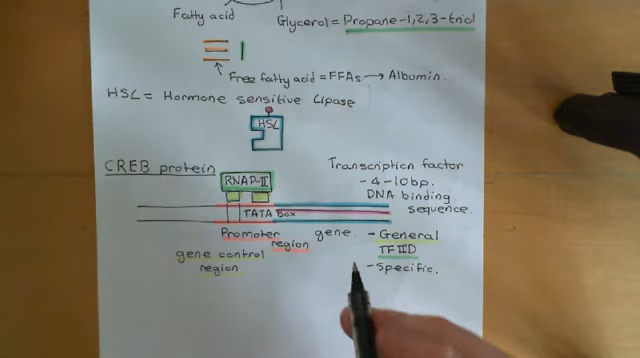 Fatty acid
Glycerol = Propane-1,2,3-triol
Free fatty acid = FFAs → Albumin.
HSL = Hormone sensitive Lipase
HSL
CREB protein
RNAP-II
TATA box
Promoter
region
gene
gene control
region
Transcription factor
- 4-10bp.
DNA binding
sequence.
- General
TFIID
- Specific.